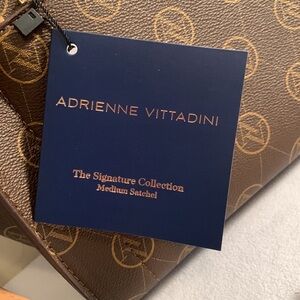 ADRIENNE VITTADINI
The Signature Collection
Medium Satchel